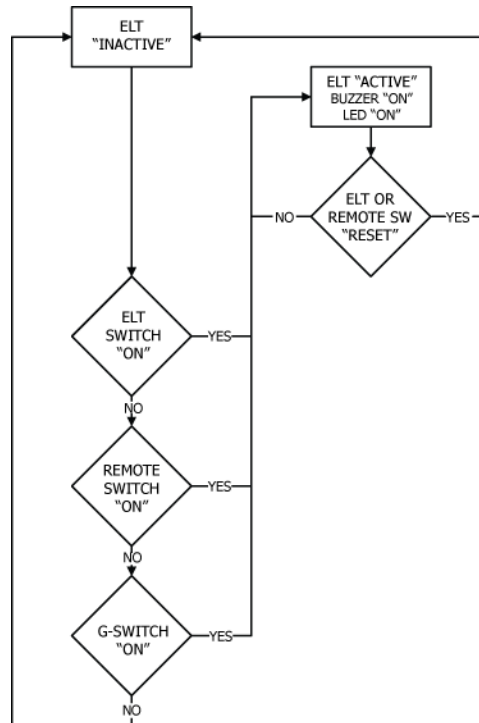 ELT
“INACTIVE”
ELT “ACTIVE”
BUZZER “ON”
LED “ON”
ELT OR
REMOTE SW
“RESET”
NO
YES
ELT
SWITCH
“ON”
YES
NO
REMOTE
SWITCH
“ON”
YES
NO
G-SWITCH
“ON”
YES
NO